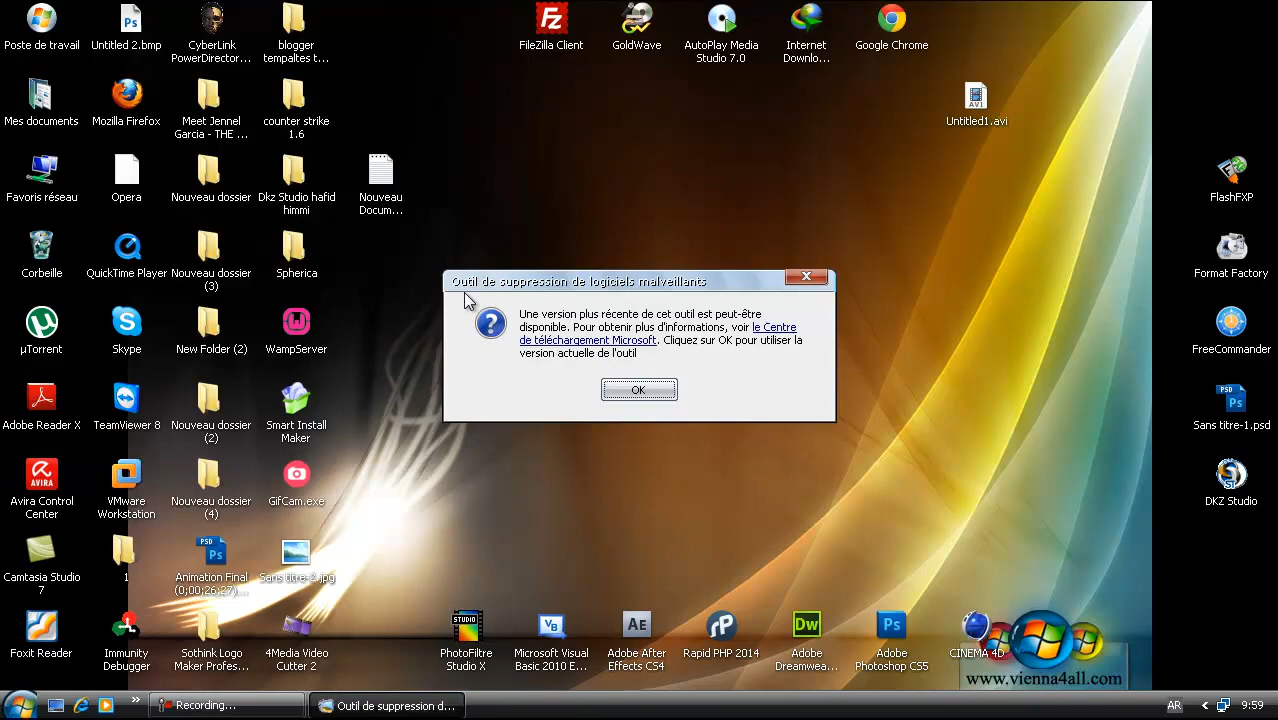 Poste de travail
Untitled 2.bmp
CyberLink
PowerDirector...
blogger
tempaltes t...
FileZilla Client
GoldWave
AutoPlay Media
Studio 7.0
Internet
Downlo...
Google Chrome
Mes documents
Mozilla Firefox
Meet Jennel
Garcia - THE ...
counter strike
1.6
AVI
Untitled1.avi
Favoris réseau
Opera
Nouveau dossier
Dkz Studio hafid
himmi
Nouveau
Docum...
FlashFXP
Corbeille
QuickTime Player
Nouveau dossier
(3)
Spherica
Format Factory
µTorrent
Skype
New Folder (2)
WampServer
FreeCommander
Outil de suppression de logiciels malveillants
Une version plus récente de cet outil est peut-être
disponible. Pour obtenir plus d'informations, voir le Centre
de téléchargement Microsoft. Cliquez sur OK pour utiliser la
version actuelle de l'outil
OK
Adobe Reader X
TeamViewer 8
Nouveau dossier
(2)
Smart Install
Maker
PSD
Sans titre-1.psd
AVIRA
Avira Control
Center
VMware
Workstation
Nouveau dossier
(4)
GifCam.exe
DKZ Studio
Camtasia Studio
7
1
PSD
Animation Final
(0;00;26;27)...
Sans titre-2.jpg
Foxit Reader
Immunity
Debugger
Sothink Logo
Maker Profes...
4Media Video
Cutter 2
STUDIO
PhotoFiltre
Studio X
Microsoft Visual
Basic 2010 E...
Adobe After
Effects CS4
Rapid PHP 2014
Adobe
Dreamwea...
Adobe
Photoshop CS5
CINEMA 4D
www.vienna4all.com
Recording...
Outil de suppression d...
AR
9:59